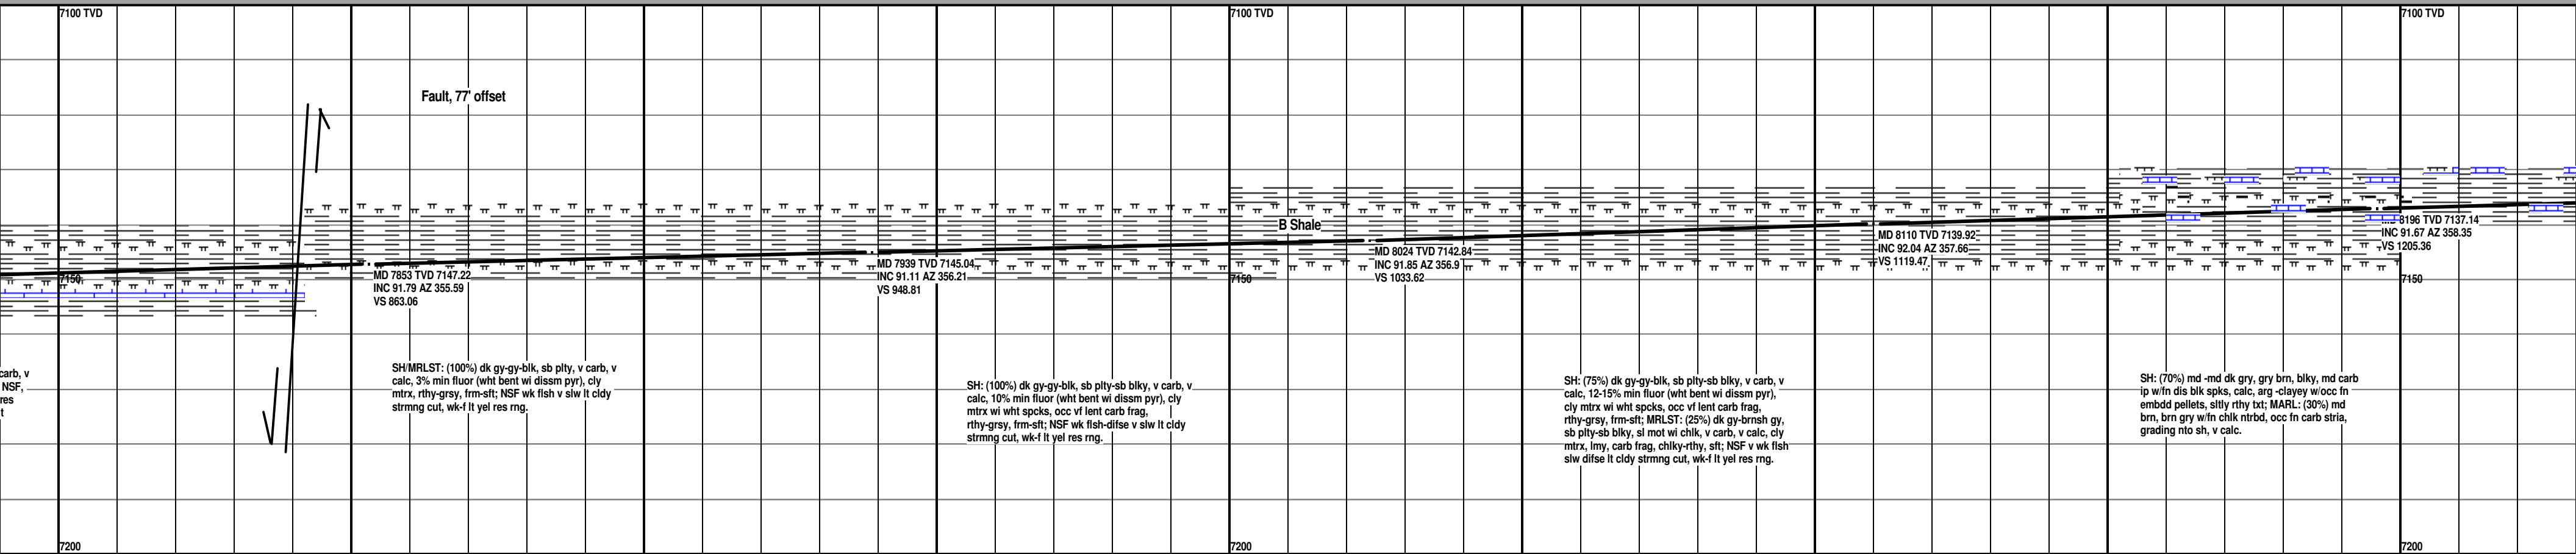 7100 TVD
7100 TVD
7100 TVD
Fault, 77' offset
B Shale
7150
7150
7150
MD 7853 TVD 7147.22
INC 91.79 AZ 355.59
VS 863.06
MD 7939 TVD 7145.04
INC 91.11 AZ 356.21
VS 948.81
MD 8024 TVD 7142.84
INC 91.85 AZ 356.9
VS 1033.62
MD 8110 TVD 7139.92
INC 92.04 AZ 357.66
VS 1119.47
8196 TVD 7137.14
INC 91.67 AZ 358.35
VS 1205.36
carb, v
NSF,
res
t
SH/MRLST: (100%) dk gy-gy-blk, sb plty, v carb, v
calc, 3% min fluor (wht bent wi dissm pyr), cly
mtrx, rthy-grsy, frm-sft; NSF wk flsh v slw lt cldy
strmng cut, wk-f lt yel res rng.
SH: (100%) dk gy-gy-blk, sb plty-sb blky, v carb, v
calc, 10% min fluor (wht bent wi dissm pyr), cly
mtrx wi wht spcks, occ vf lent carb frag,
rthy-grsy, frm-sft; NSF wk flsh-difse v slw lt cldy
strmng cut, wk-f lt yel res rng.
SH: (75%) dk gy-gy-blk, sb plty-sb blky, v carb, v
calc, 12-15% min fluor (wht bent wi dissm pyr),
cly mtrx wi wht spcks, occ vf lent carb frag,
rthy-grsy, frm-sft; MRLST: (25%) dk gy-brnsh gy,
sb plty-sb blky, sl mot wi chlk, v carb, v calc, cly
mtrx, lmy, carb frag, chlky-rthy, sft; NSF v wk flsh
slw difse lt cldy strmng cut, wk-f lt yel res rng.
SH: (70%) md -md dk gry, gry brn, blky, md carb
ip w/fn dis blk spks, calc, arg -clayey w/occ fn
embdd pellets, sltly rthy txt; MARL: (30%) md
brn, brn gry w/fn chlk ntrbd, occ fn carb stria,
grading nto sh, v calc.
7200
7200
7200